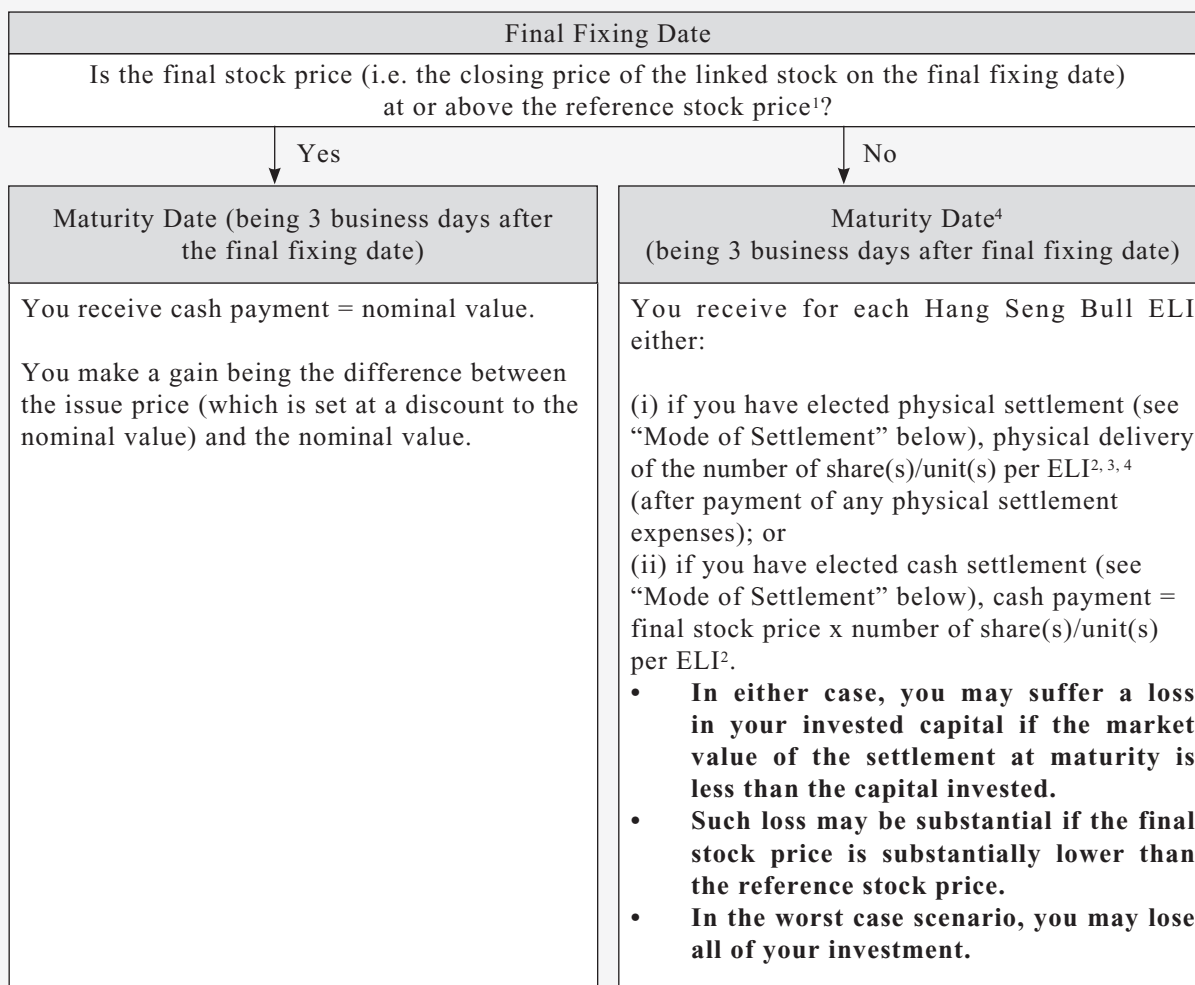 Final Fixing Date
Is the final stock price (i.e. the closing price of the linked stock on the final fixing date)
at or above the reference stock price¹?
Yes
No
Maturity Date (being 3 business days after
the final fixing date)
You receive cash payment = nominal value.
You make a gain being the difference between
the issue price (which is set at a discount to the
nominal value) and the nominal value.
Maturity Date⁴
(being 3 business days after final fixing date)
You receive for each Hang Seng Bull ELI
either:
(i) if you have elected physical settlement (see
“Mode of Settlement” below), physical delivery
of the number of share(s)/unit(s) per ELI²˒ ³˒ ⁴
(after payment of any physical settlement
expenses); or
(ii) if you have elected cash settlement (see
“Mode of Settlement” below), cash payment =
final stock price x number of share(s)/unit(s)
per ELI².
• In either case, you may suffer a loss
in your invested capital if the market
value of the settlement at maturity is
less than the capital invested.
• Such loss may be substantial if the final
stock price is substantially lower than
the reference stock price.
• In the worst case scenario, you may lose
all of your investment.